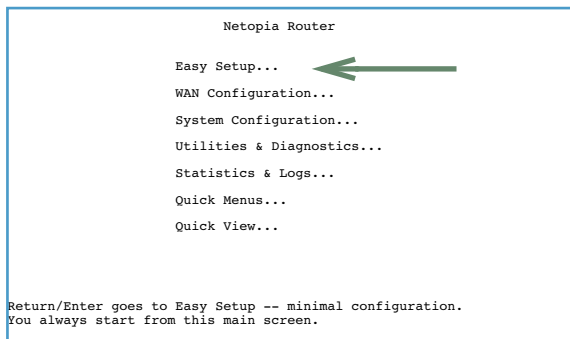 Netopia Router
Easy Setup...
WAN Configuration...
System Configuration...
Utilities & Diagnostics...
Statistics & Logs...
Quick Menus...
Quick View...
Return/Enter goes to Easy Setup -- minimal configuration.
You always start from this main screen.